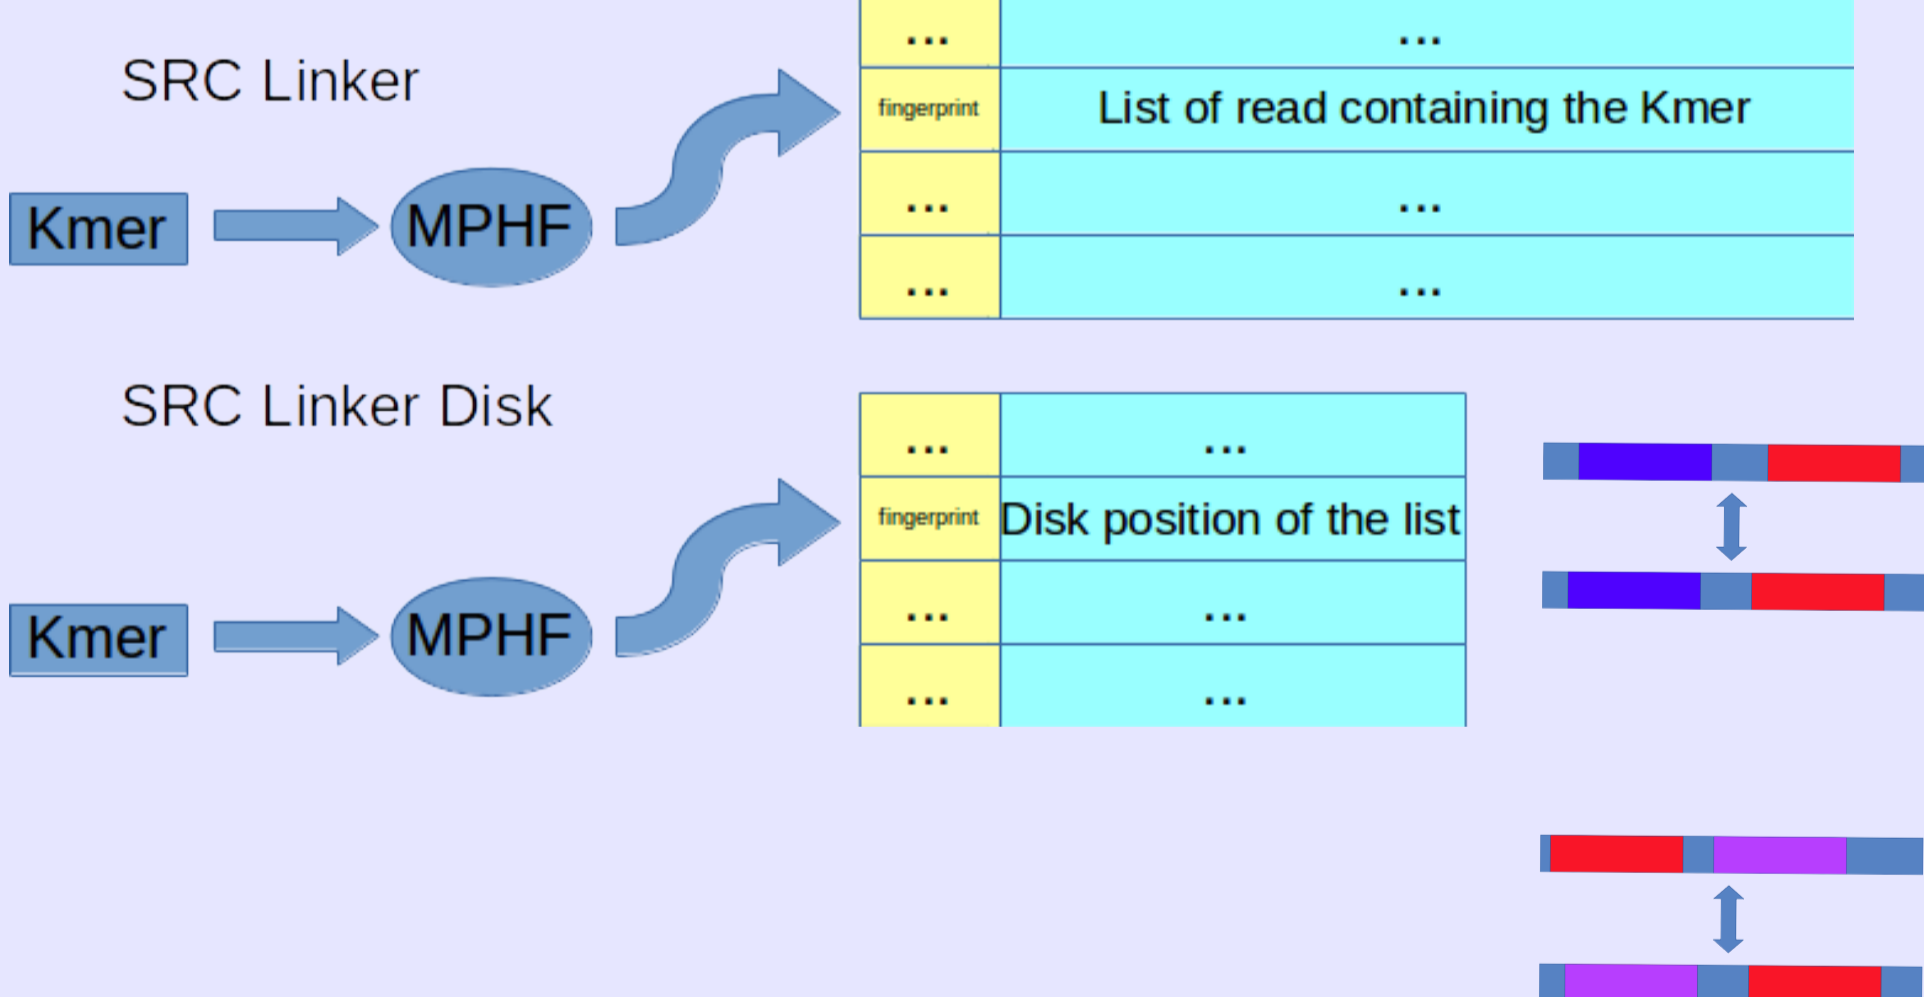 SRC Linker
Kmer
MPHF
... ...
fingerprint List of read containing the Kmer
... ...
... ...
SRC Linker Disk
Kmer
MPHF
... ...
fingerprint Disk position of the list
... ...
... ...